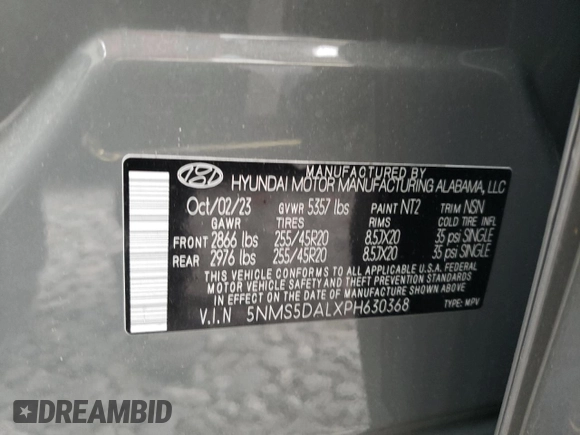 MANUFACTURED BY
HYUNDAI MOTOR MANUFACTURING ALABAMA, LLC
Oct/02/23 GVWR 5357 lbs PAINT NT2 TRIM NSN
GAWR TIRES RIMS COLD TIRE INFL
FRONT 2866 lbs 255/45R20 8.5JX20 35 psi SINGLE
REAR 2976 lbs 255/45R20 8.5JX20 35 psi SINGLE
THIS VEHICLE CONFORMS TO ALL APPLICABLE U.S.A. FEDERAL
MOTOR VEHICLE SAFETY AND THEFT PREVENTION STANDARDS
IN EFFECT ON THE DATE OF MANUFACTURE SHOWN ABOVE
V.I.N 5NMS5DALXPH630368 TYPE: MPV
DREAMBID